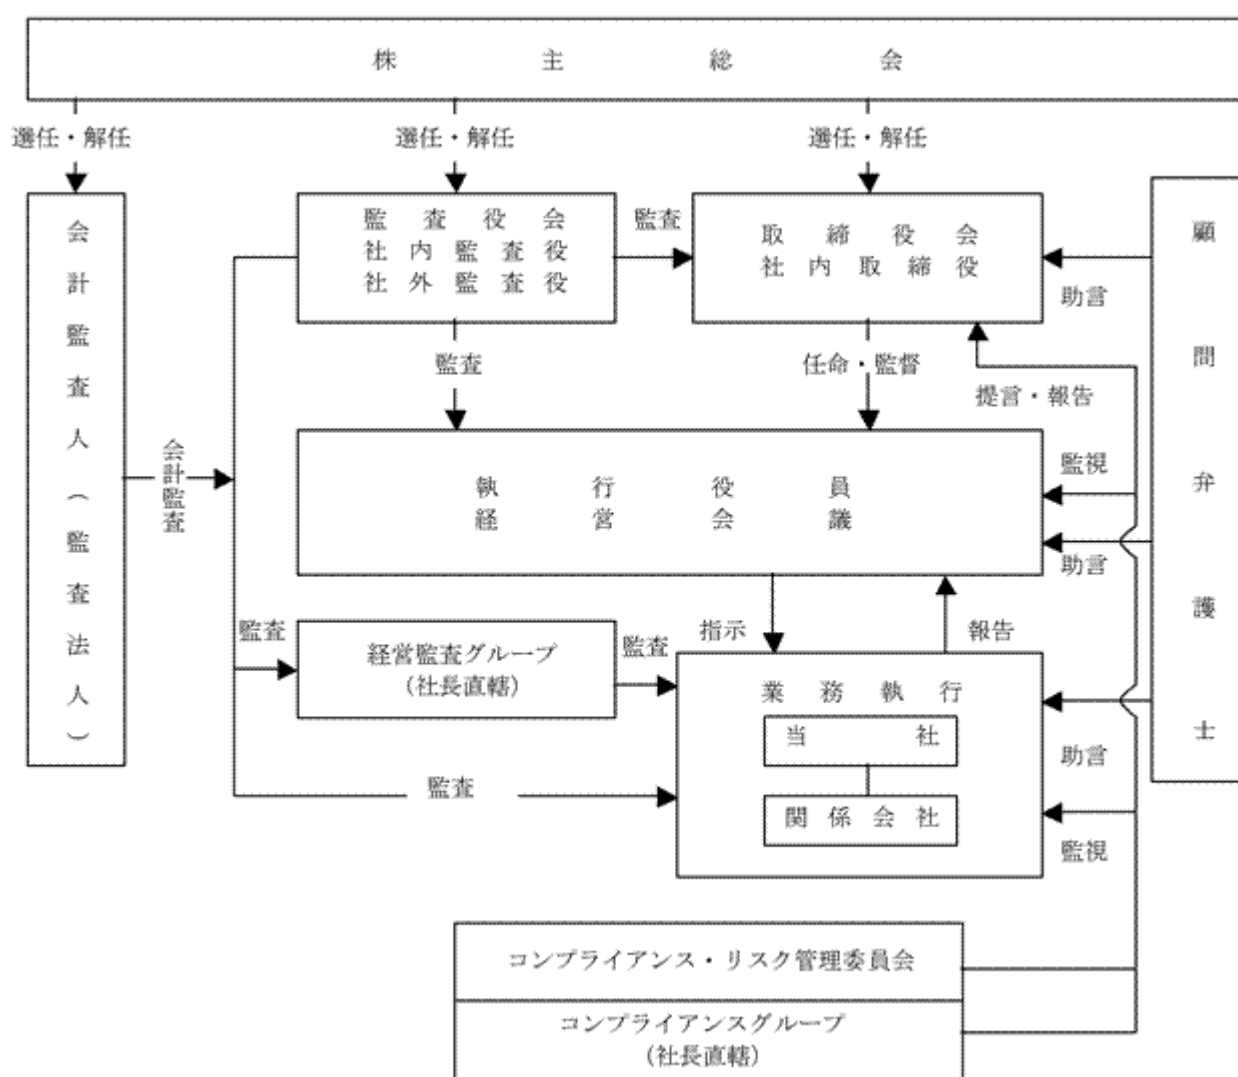 株主総会
選任・解任
選任・解任
選任・解任
会計監査人（監査法人）
監査役会
社内監査役
社外監査役
監査
取締役会
社内取締役
助言
顧問弁護士
監査
任命・監督
提言・報告
会計監査
執行役員
経営会議
監視
助言
指示
報告
監査
経営監査グループ
（社長直轄）
監査
業務執行
当社
関係会社
助言
監視
監査
コンプライアンス・リスク管理委員会
コンプライアンスグループ
（社長直轄）